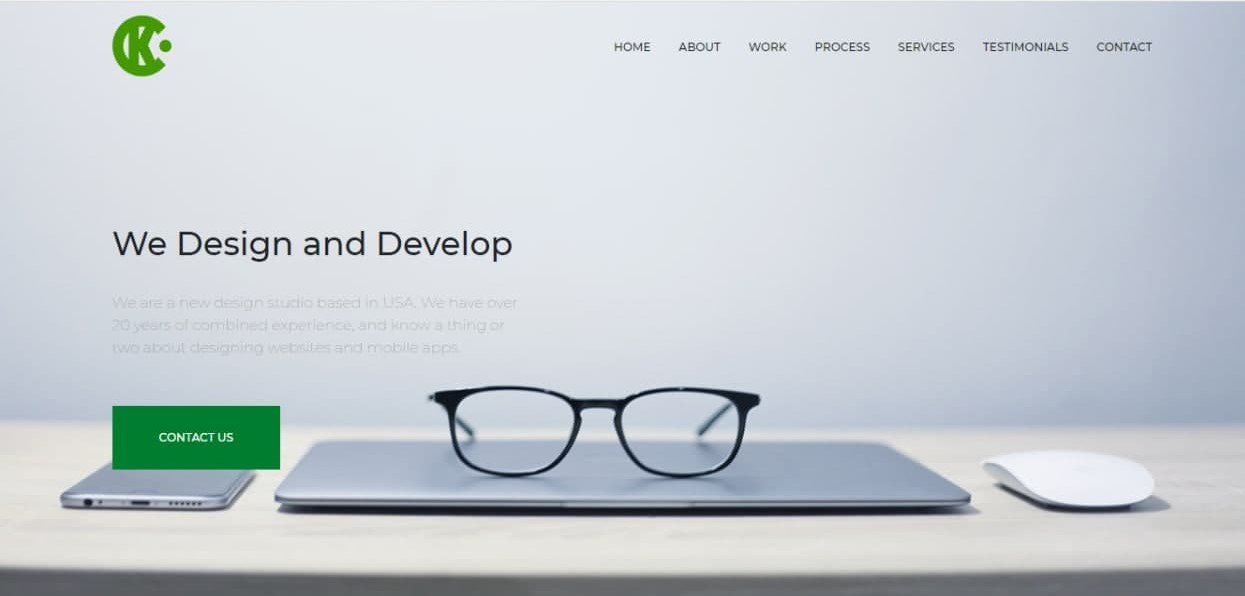 CK
HOME ABOUT WORK PROCESS SERVICES TESTIMONIALS CONTACT
We Design and Develop
We are a new design studio based in USA. We have over
20 years of combined experience, and know a thing or
two about designing websites and mobile apps.
CONTACT US